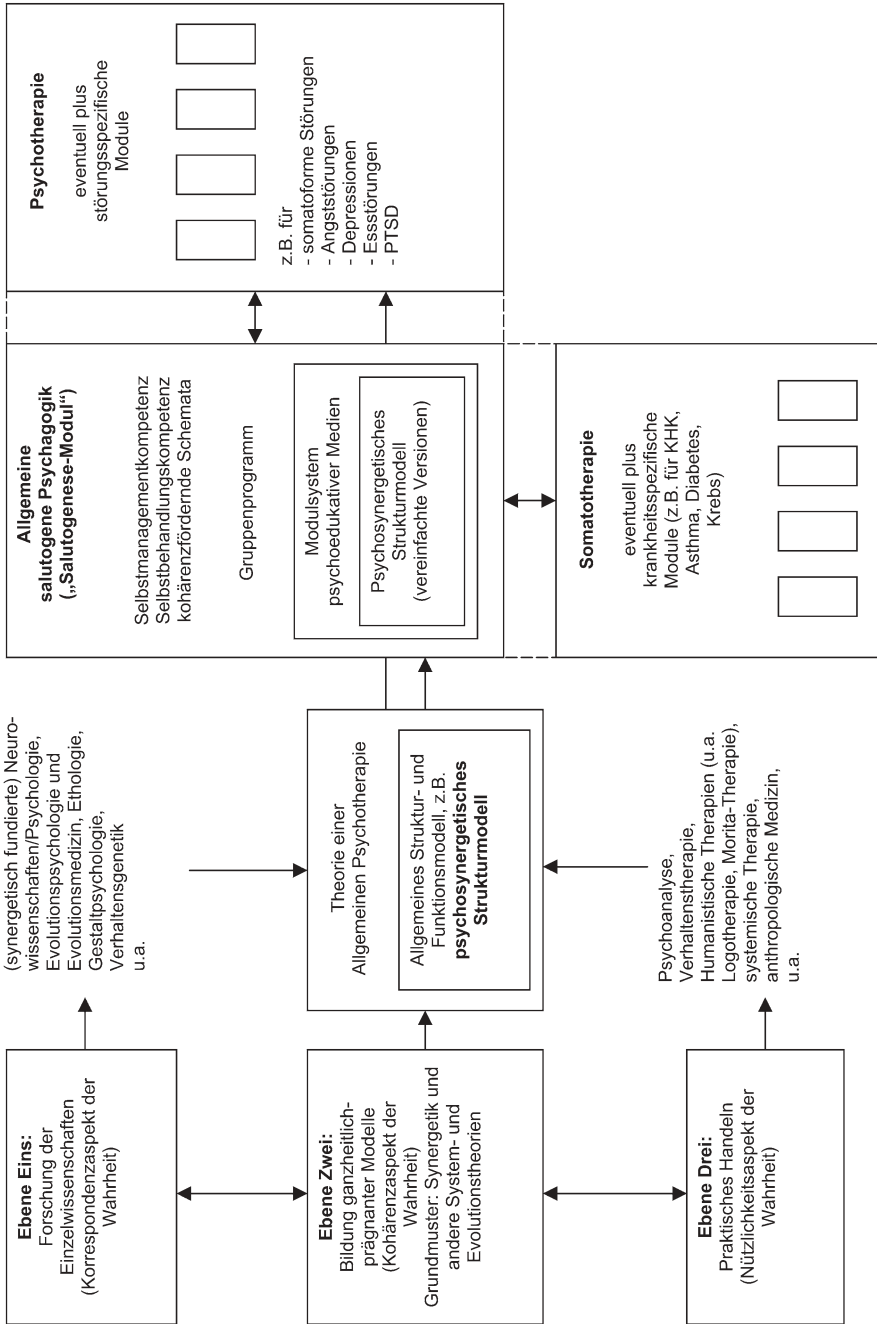 Ebene Eins:
Forschung der
Einzelwissenschaften
(Korrespondenzaspekt der
Wahrheit)
(synergetisch fundierte) Neuro-
wissenschaften/Psychologie,
Evolutionspsychologie und
Evolutionsmedizin, Ethologie,
Gestaltpsychologie,
Verhaltensgenetik
u.a.
Allgemeine
salutogene Psychagogik
(„Salutogenese-Modul“)
Selbstmanagementkompetenz
Selbstbehandlungskompetenz
kohärenzfördernde Schemata
Gruppenprogramm
Modulsystem
psychoedukativer Medien
Psychosynergetisches
Strukturmodell
(vereinfachte Versionen)
Psychotherapie
eventuell plus
störungsspezifische
Module
z.B. für
- somatoforme Störungen
- Angststörungen
- Depressionen
- Essstörungen
- PTSD
Ebene Zwei:
Bildung ganzheitlich-
prägnanter Modelle
(Kohärenzaspekt der
Wahrheit)
Grundmuster: Synergetik und
andere System- und
Evolutionstheorien
Theorie einer
Allgemeinen Psychotherapie
Allgemeines Struktur- und
Funktionsmodell, z.B.
psychosynergetisches
Strukturmodell
Ebene Drei:
Praktisches Handeln
(Nützlichkeitsaspekt der
Wahrheit)
Psychoanalyse,
Verhaltenstherapie,
Humanistische Therapien (u.a.
Logotherapie, Morita-Therapie),
systemische Therapie,
anthropologische Medizin,
u.a.
Somatotherapie
eventuell plus
krankheitsspezifische
Module (z.B. für KHK,
Asthma, Diabetes,
Krebs)